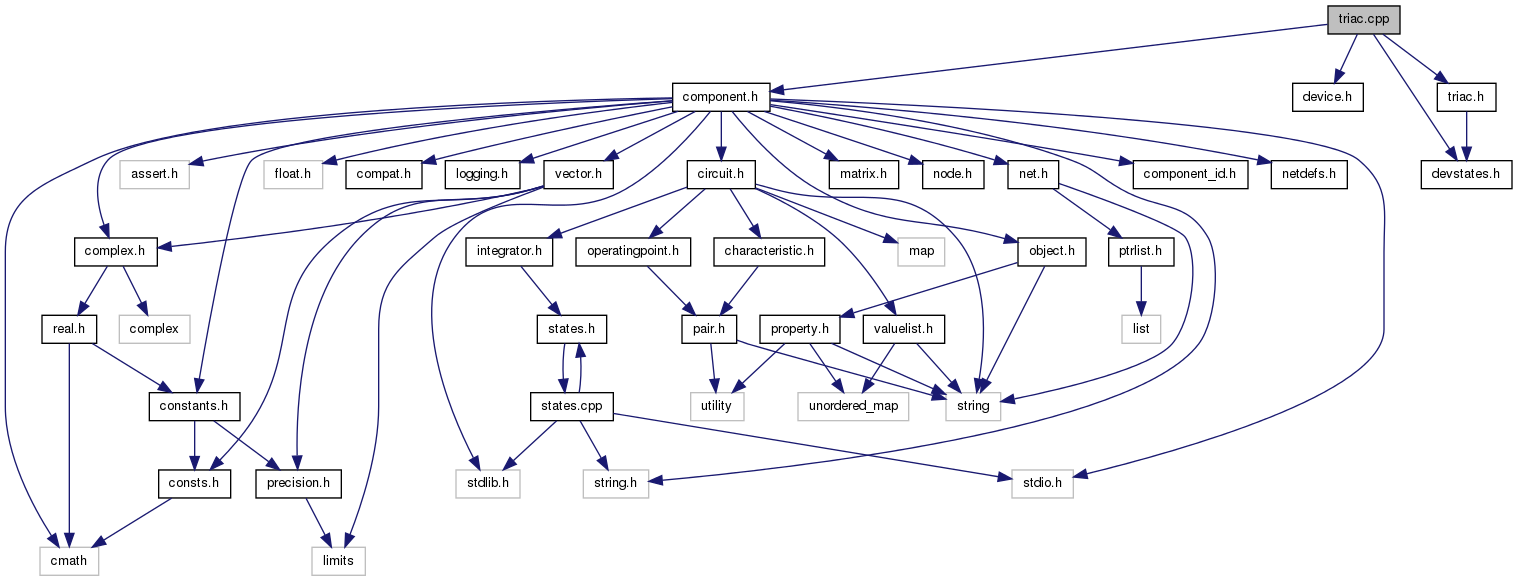 triac.cpp
component.h
device.h
triac.h
assert.h
float.h
compat.h
logging.h
vector.h
circuit.h
matrix.h
node.h
net.h
component_id.h
netdefs.h
devstates.h
complex.h
integrator.h
operatingpoint.h
characteristic.h
map
object.h
ptrlist.h
real.h
complex
states.h
pair.h
property.h
valuelist.h
list
constants.h
states.cpp
utility
unordered_map
string
consts.h
precision.h
stdlib.h
string.h
stdio.h
cmath
limits